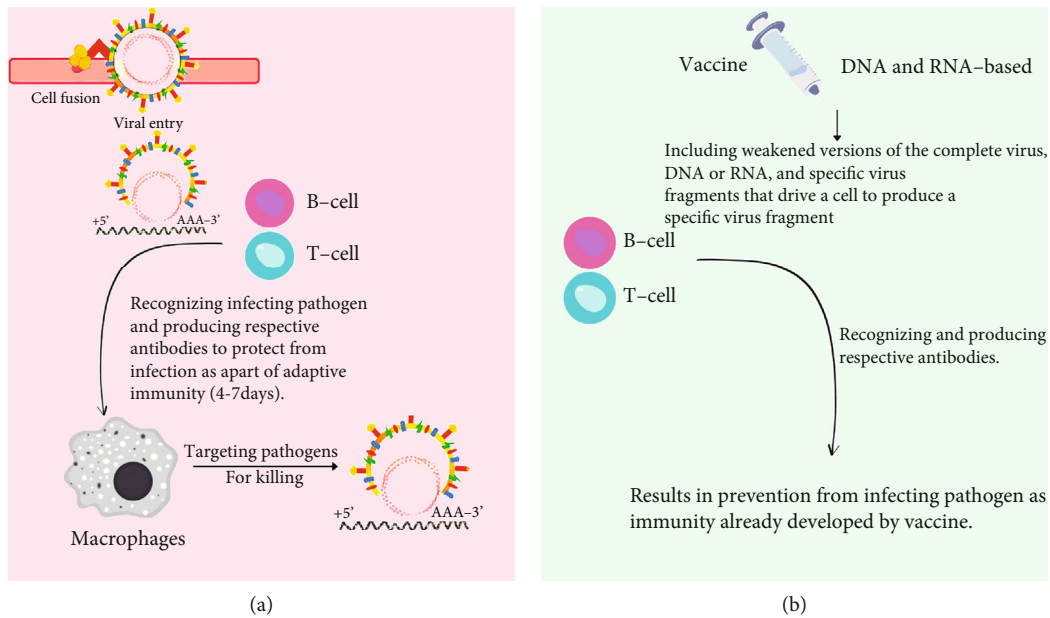 Cell fusion
Viral entry
+5’
AAA–3’
B–cell
T–cell
Recognizing infecting pathogen
and producing respective
antibodies to protect from
infection as apart of adaptive
immunity (4-7days).
Macrophages
Targeting pathogens
For killing
+5’
AAA–3’
(a)
Vaccine
DNA and RNA–based
Including weakened versions of the complete virus,
DNA or RNA, and specific virus
fragments that drive a cell to produce a
specific virus fragment
B–cell
T–cell
Recognizing and producing
respective antibodies.
Results in prevention from infecting pathogen as
immunity already developed by vaccine.
(b)